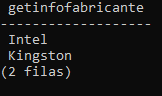 getinfofabricante
-------------------
Intel
Kingston
(2 filas)